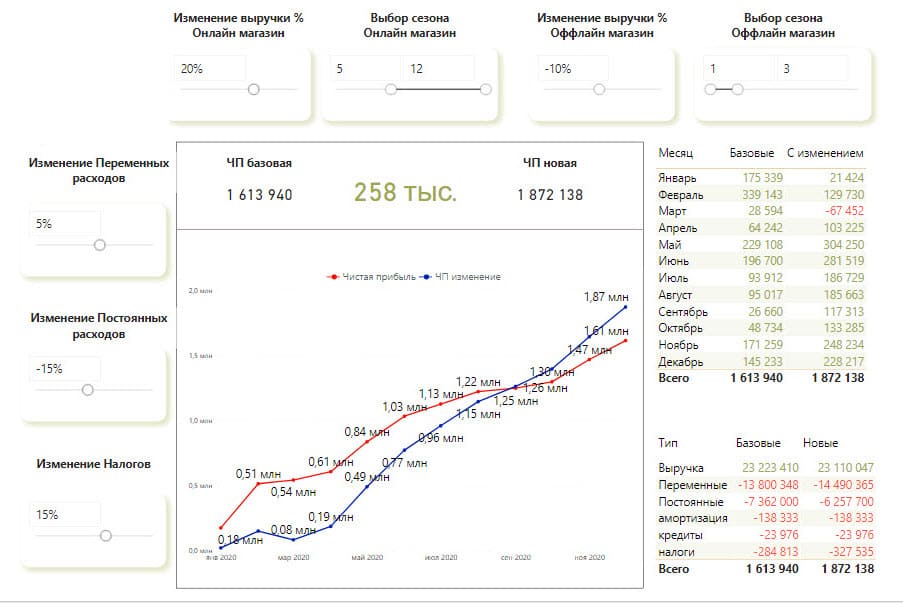 Изменение выручки %
Онлайн магазин
20%
Выбор сезона
Онлайн магазин
5 12
Изменение выручки %
Оффлайн магазин
-10%
Выбор сезона
Оффлайн магазин
1 3
Изменение Переменных
расходов
5%
Изменение Постоянных
расходов
-15%
Изменение Налогов
15%
ЧП базовая
1 613 940
258 тыс.
ЧП новая
1 872 138
Чистая прибыль ЧП изменение
2,0 млн
1,5 млн
1,0 млн
0,5 млн
0,0 млн
1,87 млн
1,61 млн
1,47 млн
1,30 млн
1,26 млн
1,25 млн
1,22 млн
1,15 млн
1,13 млн
1,03 млн
0,96 млн
0,84 млн
0,77 млн
0,61 млн
0,49 млн
0,51 млн
0,54 млн
0,19 млн
0,08 млн
0,18 млн
янв 2020 мар 2020 май 2020 июл 2020 сен 2020 ноя 2020
Месяц Базовые С изменением
Январь 175 339 21 424
Февраль 339 143 129 730
Март 28 594 -67 452
Апрель 64 242 103 225
Май 229 108 304 250
Июнь 196 700 281 519
Июль 93 912 186 729
Август 95 017 185 663
Сентябрь 26 660 117 313
Октябрь 48 734 133 285
Ноябрь 171 259 248 234
Декабрь 145 233 228 217
Всего 1 613 940 1 872 138
Тип Базовые Новые
Выручка 23 223 410 23 110 047
Переменные -13 800 348 -14 490 365
Постоянные -7 362 000 -6 257 700
амортизация -138 333 -138 333
кредиты -23 976 -23 976
налоги -284 813 -327 535
Всего 1 613 940 1 872 138